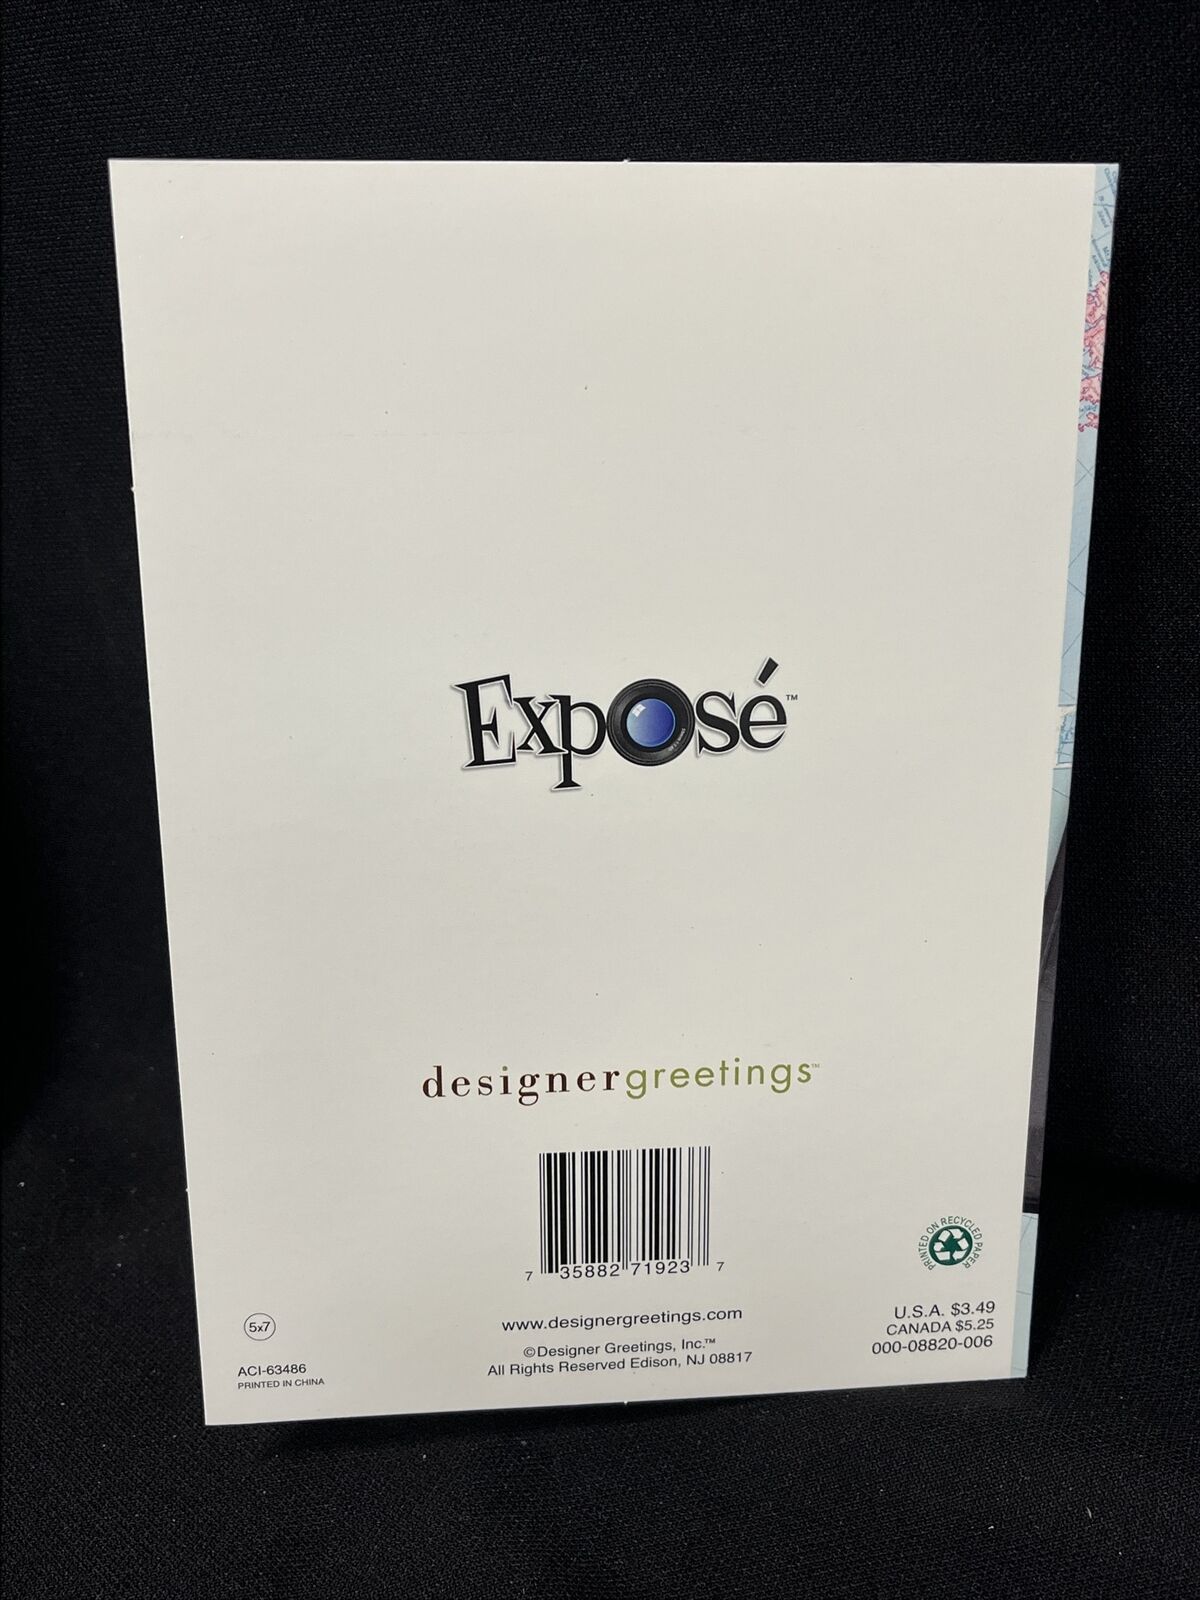 Exposé™
designergreetings™
7 35882 71923 7
PRINTED ON RECYCLED PAPER
www.designergreetings.com
©Designer Greetings, Inc.™
All Rights Reserved Edison, NJ 08817
U.S.A. $3.49
CANADA $5.25
000-08820-006
5x7
ACI-63486
PRINTED IN CHINA